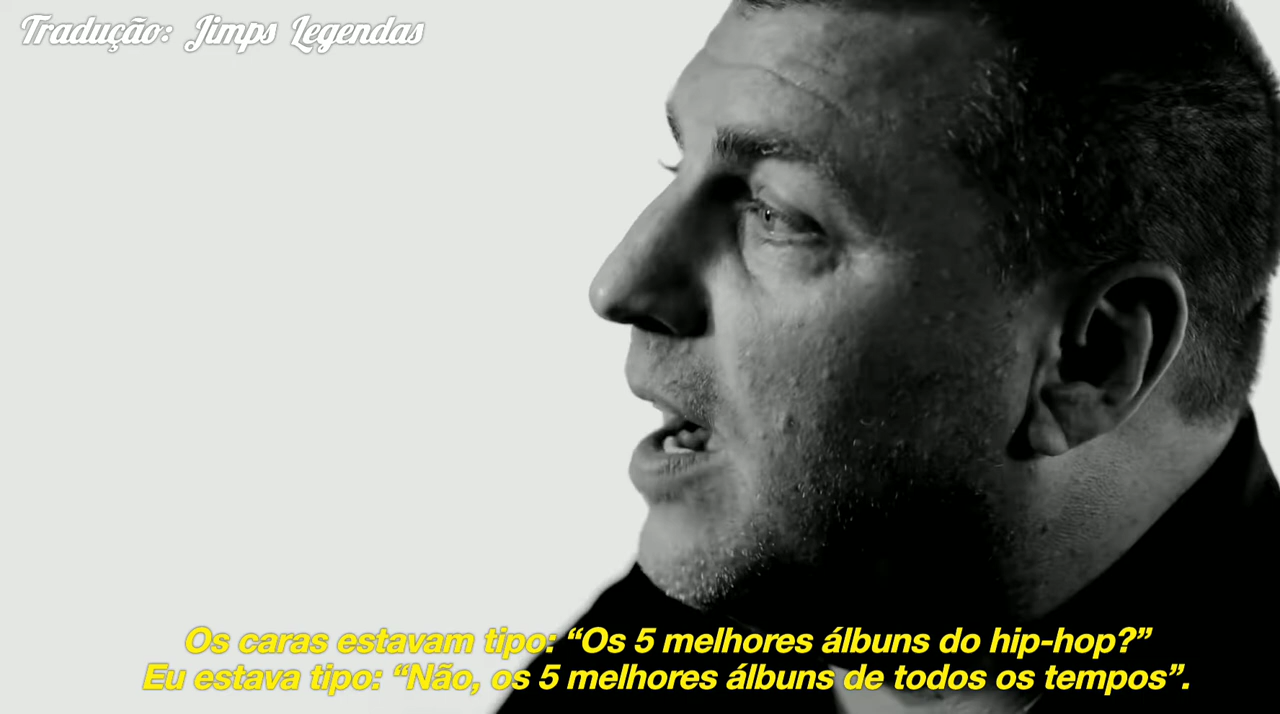 Tradução: Jimps Legendas
Os caras estavam tipo: “Os 5 melhores álbuns do hip-hop?”
Eu estava tipo: “Não, os 5 melhores álbuns de todos os tempos”.